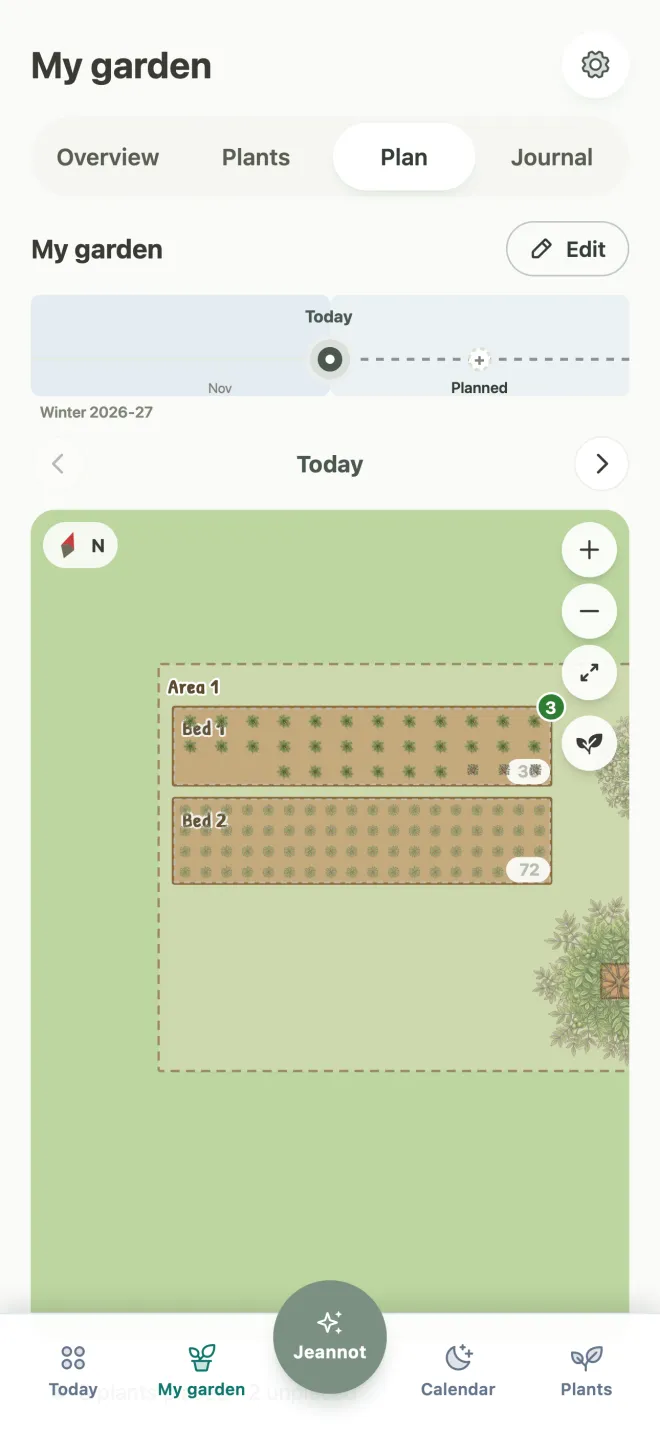 My garden
Overview
Plants
Plan
Journal
My garden
Edit
Today
Nov
Planned
Winter 2026-27
Today
N
Area 1
3
Bed 1
Bed 2
72
Jeannot
Today
My garden
Calendar
Plants